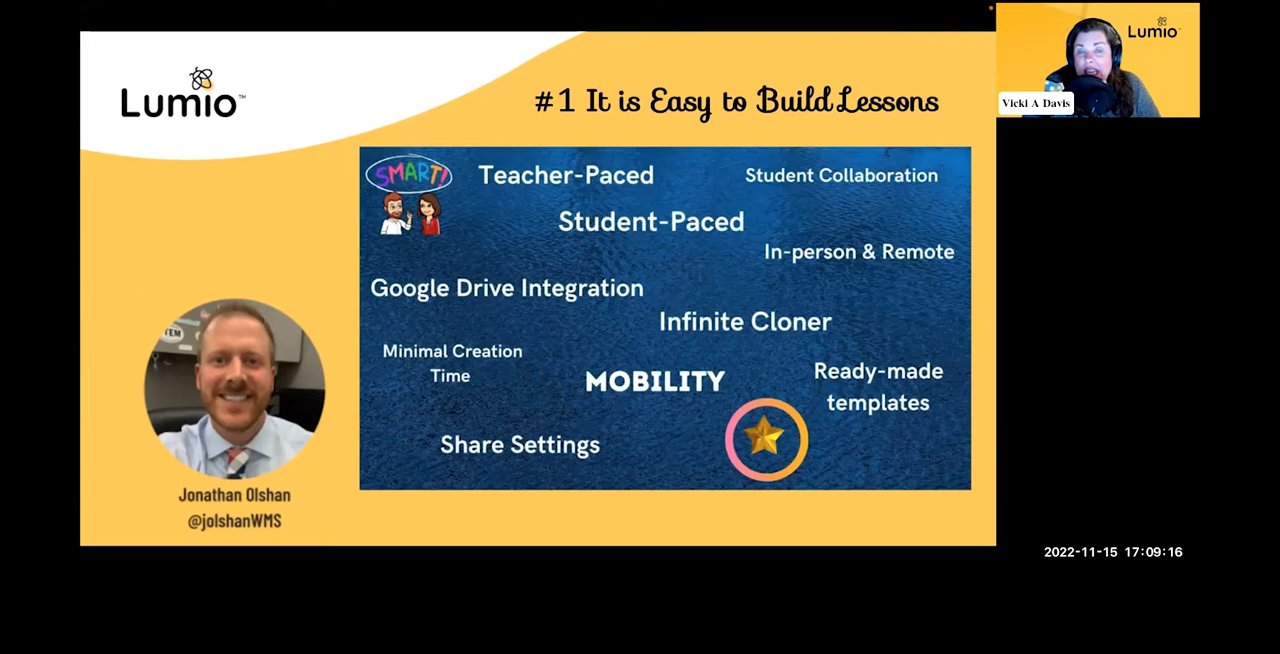 Lumio™
#1 It is Easy to Build Lessons
SMART!
Teacher-Paced
Student Collaboration
Student-Paced
In-person & Remote
Google Drive Integration
Infinite Cloner
Minimal Creation
Time
MOBILITY
Ready-made
templates
Share Settings
Jonathan Olshan
@jolshanWMS
Lumio™
Vicki A Davis
2022-11-15 17:09:16